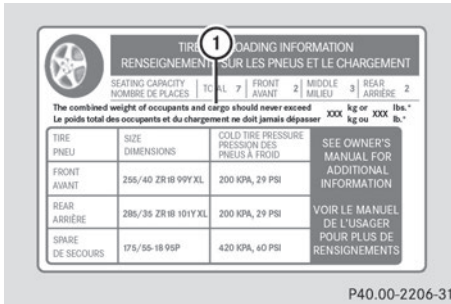 TIRE LOADING INFORMATION
1
RENSEIGNEMENT SUR LES PNEUS ET LE CHARGEMENT
SEATING CAPACITY TOTAL 7 FRONT 2 MIDDLE 3 REAR 2
NOMBRE DE PLACES AVANT MILIEU ARRIÈRE
The combined weight of occupants and cargo should never exceed XXX kg or XXX lbs.*
Le poids total des occupants et du chargement ne doit jamais dépasser kg ou lb.*
TIRE SIZE COLD TIRE PRESSURE SEE OWNER'S
PNEU DIMENSIONS PRESSION DES MANUAL FOR
PNEUS À FROID ADDITIONAL
FRONT 255/40 ZR18 99Y XL 200 KPA, 29 PSI INFORMATION
AVANT
REAR 285/35 ZR18 101Y XL 200 KPA, 29 PSI VOIR LE MANUEL
ARRIÈRE DE L'USAGER
SPARE 175/55-18 95P 420 KPA, 60 PSI POUR PLUS DE
DE SECOURS RENSIGNEMENTS
P40.00-2206-31